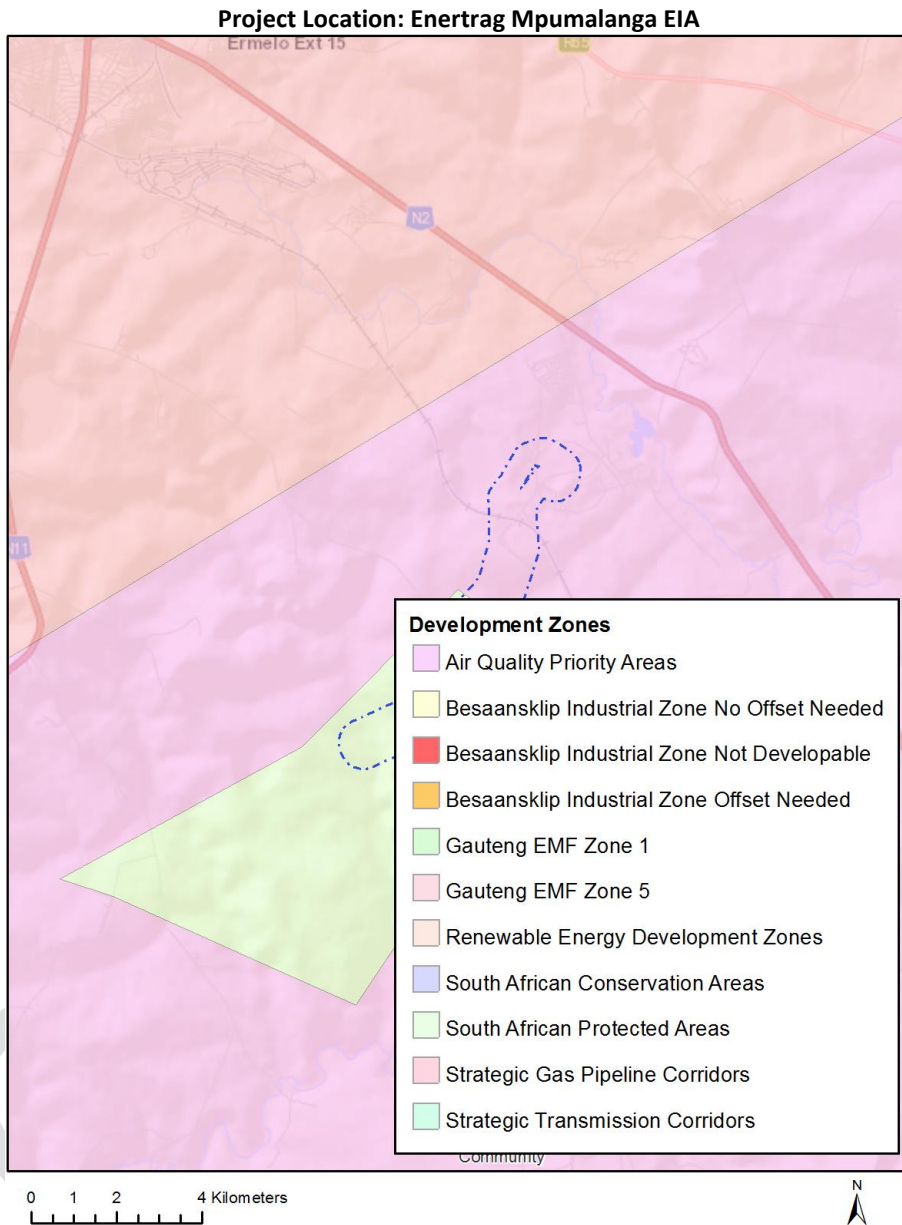 Project Location: Enertrag Mpumalanga EIA
Ermelo Ext 15
R65
N2
N11
Development Zones
Air Quality Priority Areas
Besaansklip Industrial Zone No Offset Needed
Besaansklip Industrial Zone Not Developable
Besaansklip Industrial Zone Offset Needed
Gauteng EMF Zone 1
Gauteng EMF Zone 5
Renewable Energy Development Zones
South African Conservation Areas
South African Protected Areas
Strategic Gas Pipeline Corridors
Strategic Transmission Corridors
Community
0 1 2 4 Kilometers
N